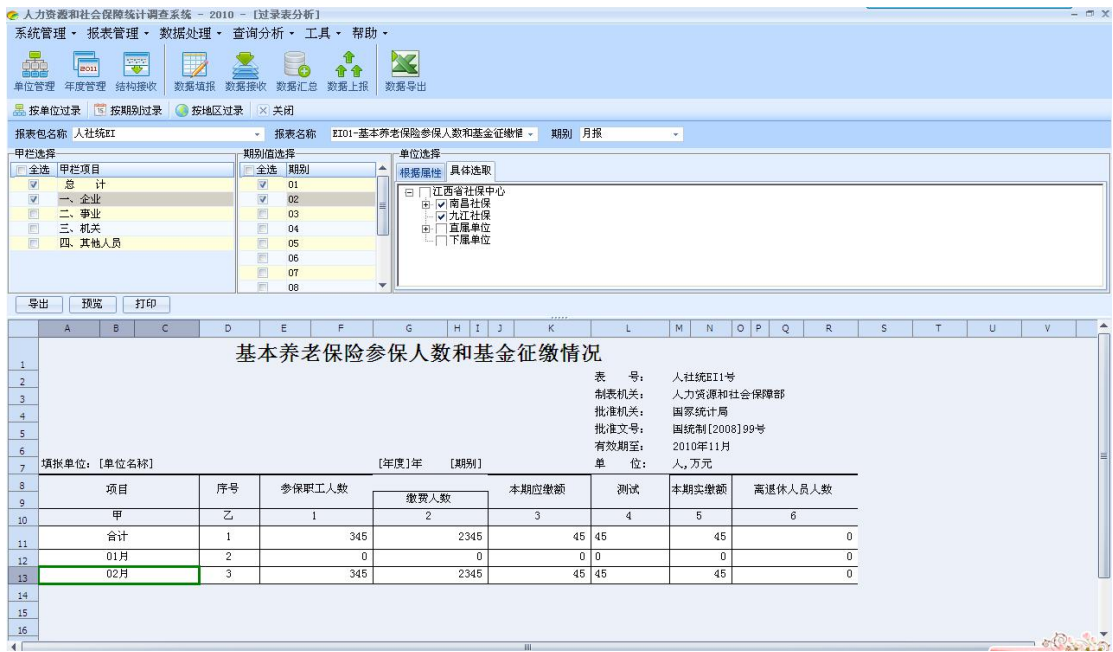 人力资源和社会保障统计调查系统 - 2010 - [过录表分析]
系统管理 报表管理 数据处理 查询分析 工具 帮助
单位管理 年度管理 结构接收 数据填报 数据接收 数据汇总 数据上报 数据导出
按单位过录 按期别过录 按地区过录 关闭
报表包名称 人社统EI 报表名称 EI01-基本养老保险参保人数和基金征缴情 期别 月报
甲栏选择 期别值选择 单位选择
全选 甲栏项目 全选 期别 根据属性 具体选取
总 计 01 江西省社保中心
一、企业 02 南昌社保
二、事业 03 九江社保
三、机关 04 直属单位
四、其他人员 05 下属单位
06
07
08
导出 预览 打印
A B C D E F G H I J K L M N O P Q R S T U V
1 基本养老保险参保人数和基金征缴情况
2 表 号: 人社统EI1号
3 制表机关: 人力资源和社会保障部
4 批准机关: 国家统计局
5 批准文号: 国统制[2008]99号
6 有效期至: 2010年11月
7 填报单位: [单位名称] [年度]年 [期别] 单 位: 人,万元
8 项目 序号 参保职工人数 本期应缴额 测试 本期实缴额 离退休人员人数
9 缴费人数
10 甲 乙 1 2 3 4 5 6
11 合计 1 345 2345 45 45 45 0
12 01月 2 0 0 0 0 0 0
13 02月 3 345 2345 45 45 45 0
14
15
16